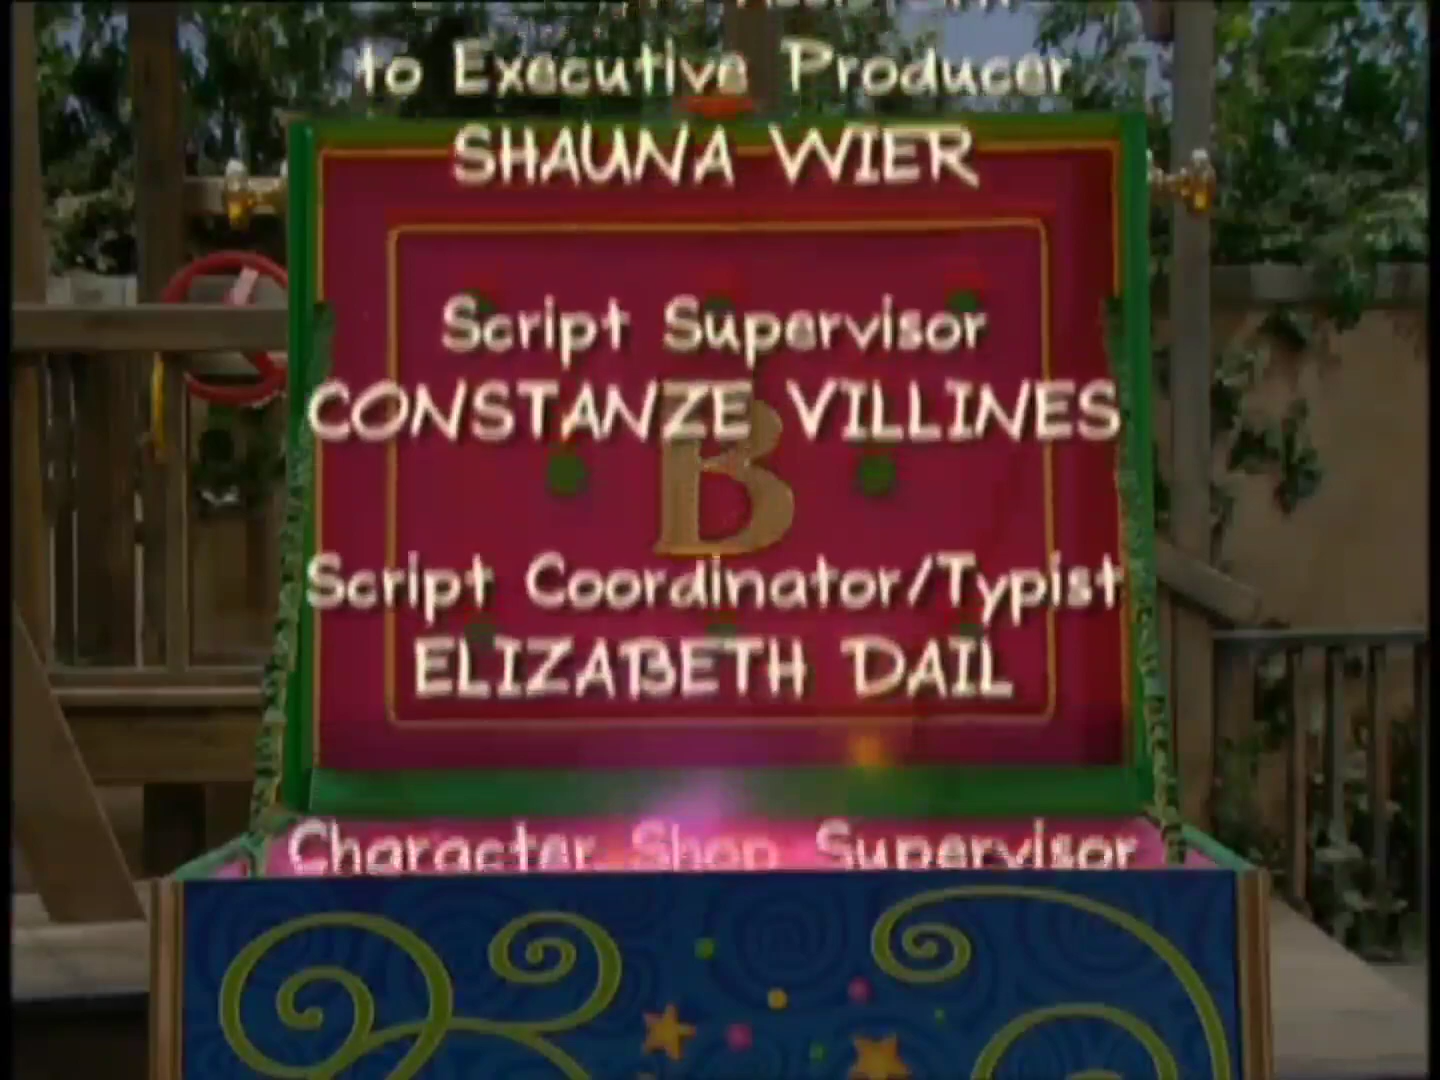 to Executive Producer
SHAUNA WIER
Script Supervisor
CONSTANZE VILLINES
B
Script Coordinator/Typist
ELIZABETH DAIL
Character Shop Supervisor